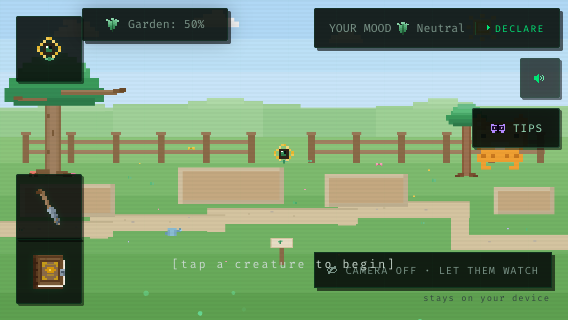 Garden: 50%
YOUR MOOD Neutral DECLARE
TIPS
[tap a creature to begin]
CAMERA OFF · LET THEM WATCH
stays on your device